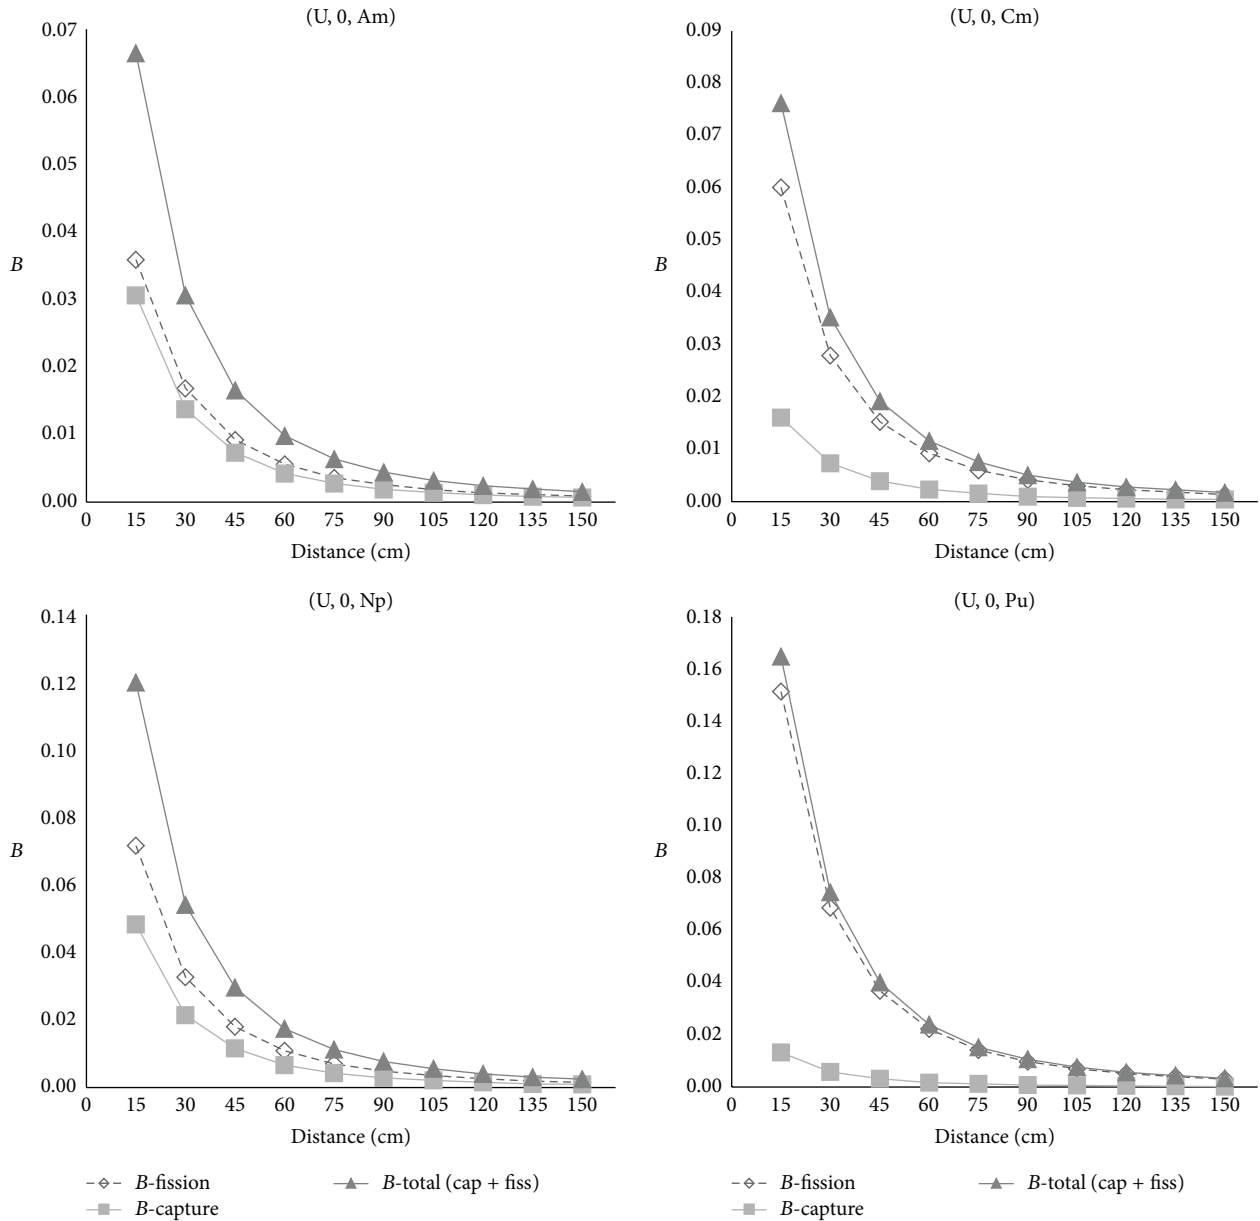 (U, 0, Am)
0.07
0.06
0.05
0.04
B
0.03
0.02
0.01
0.00
0 15 30 45 60 75 90 105 120 135 150
Distance (cm)
(U, 0, Cm)
0.09
0.08
0.07
0.06
0.05
B
0.04
0.03
0.02
0.01
0.00
0 15 30 45 60 75 90 105 120 135 150
Distance (cm)
(U, 0, Np)
0.14
0.12
0.10
0.08
B
0.06
0.04
0.02
0.00
0 15 30 45 60 75 90 105 120 135 150
Distance (cm)
B-fission
B-capture
B-total (cap + fiss)
(U, 0, Pu)
0.18
0.16
0.14
0.12
0.10
B
0.08
0.06
0.04
0.02
0.00
0 15 30 45 60 75 90 105 120 135 150
Distance (cm)
B-fission
B-capture
B-total (cap + fiss)